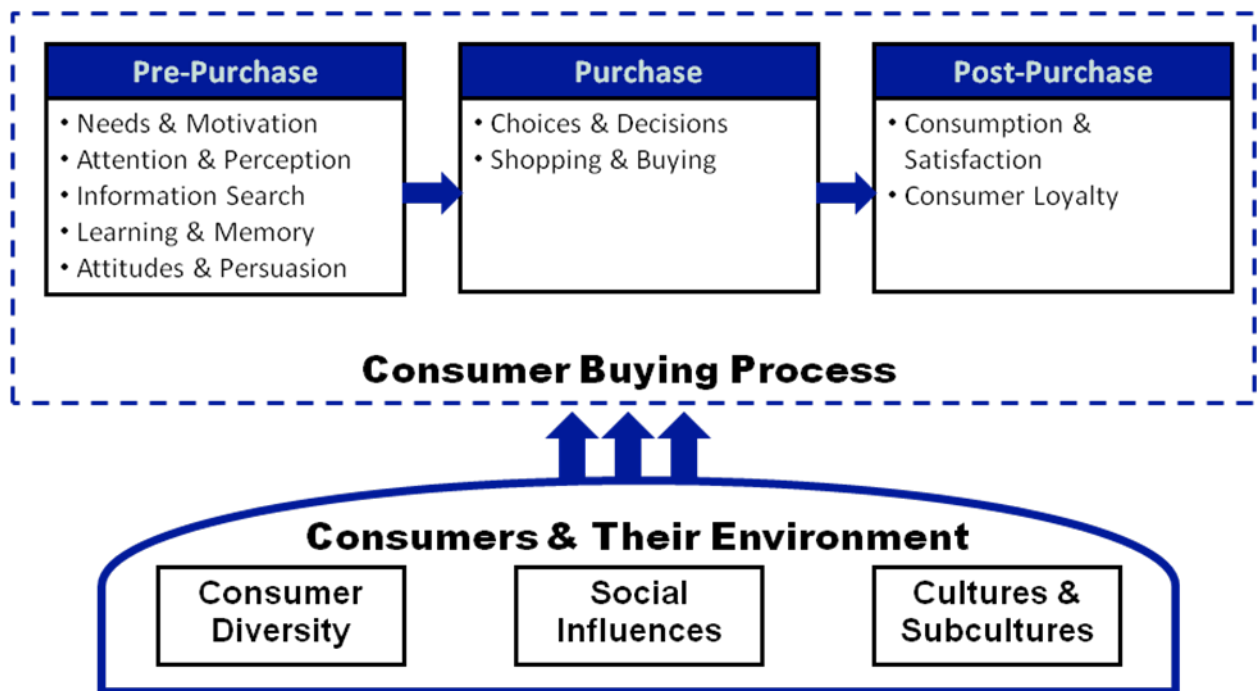 Pre-Purchase
• Needs & Motivation
• Attention & Perception
• Information Search
• Learning & Memory
• Attitudes & Persuasion
Purchase
• Choices & Decisions
• Shopping & Buying
Post-Purchase
• Consumption &
Satisfaction
• Consumer Loyalty
Consumer Buying Process
Consumers & Their Environment
Consumer
Diversity
Social
Influences
Cultures &
Subcultures